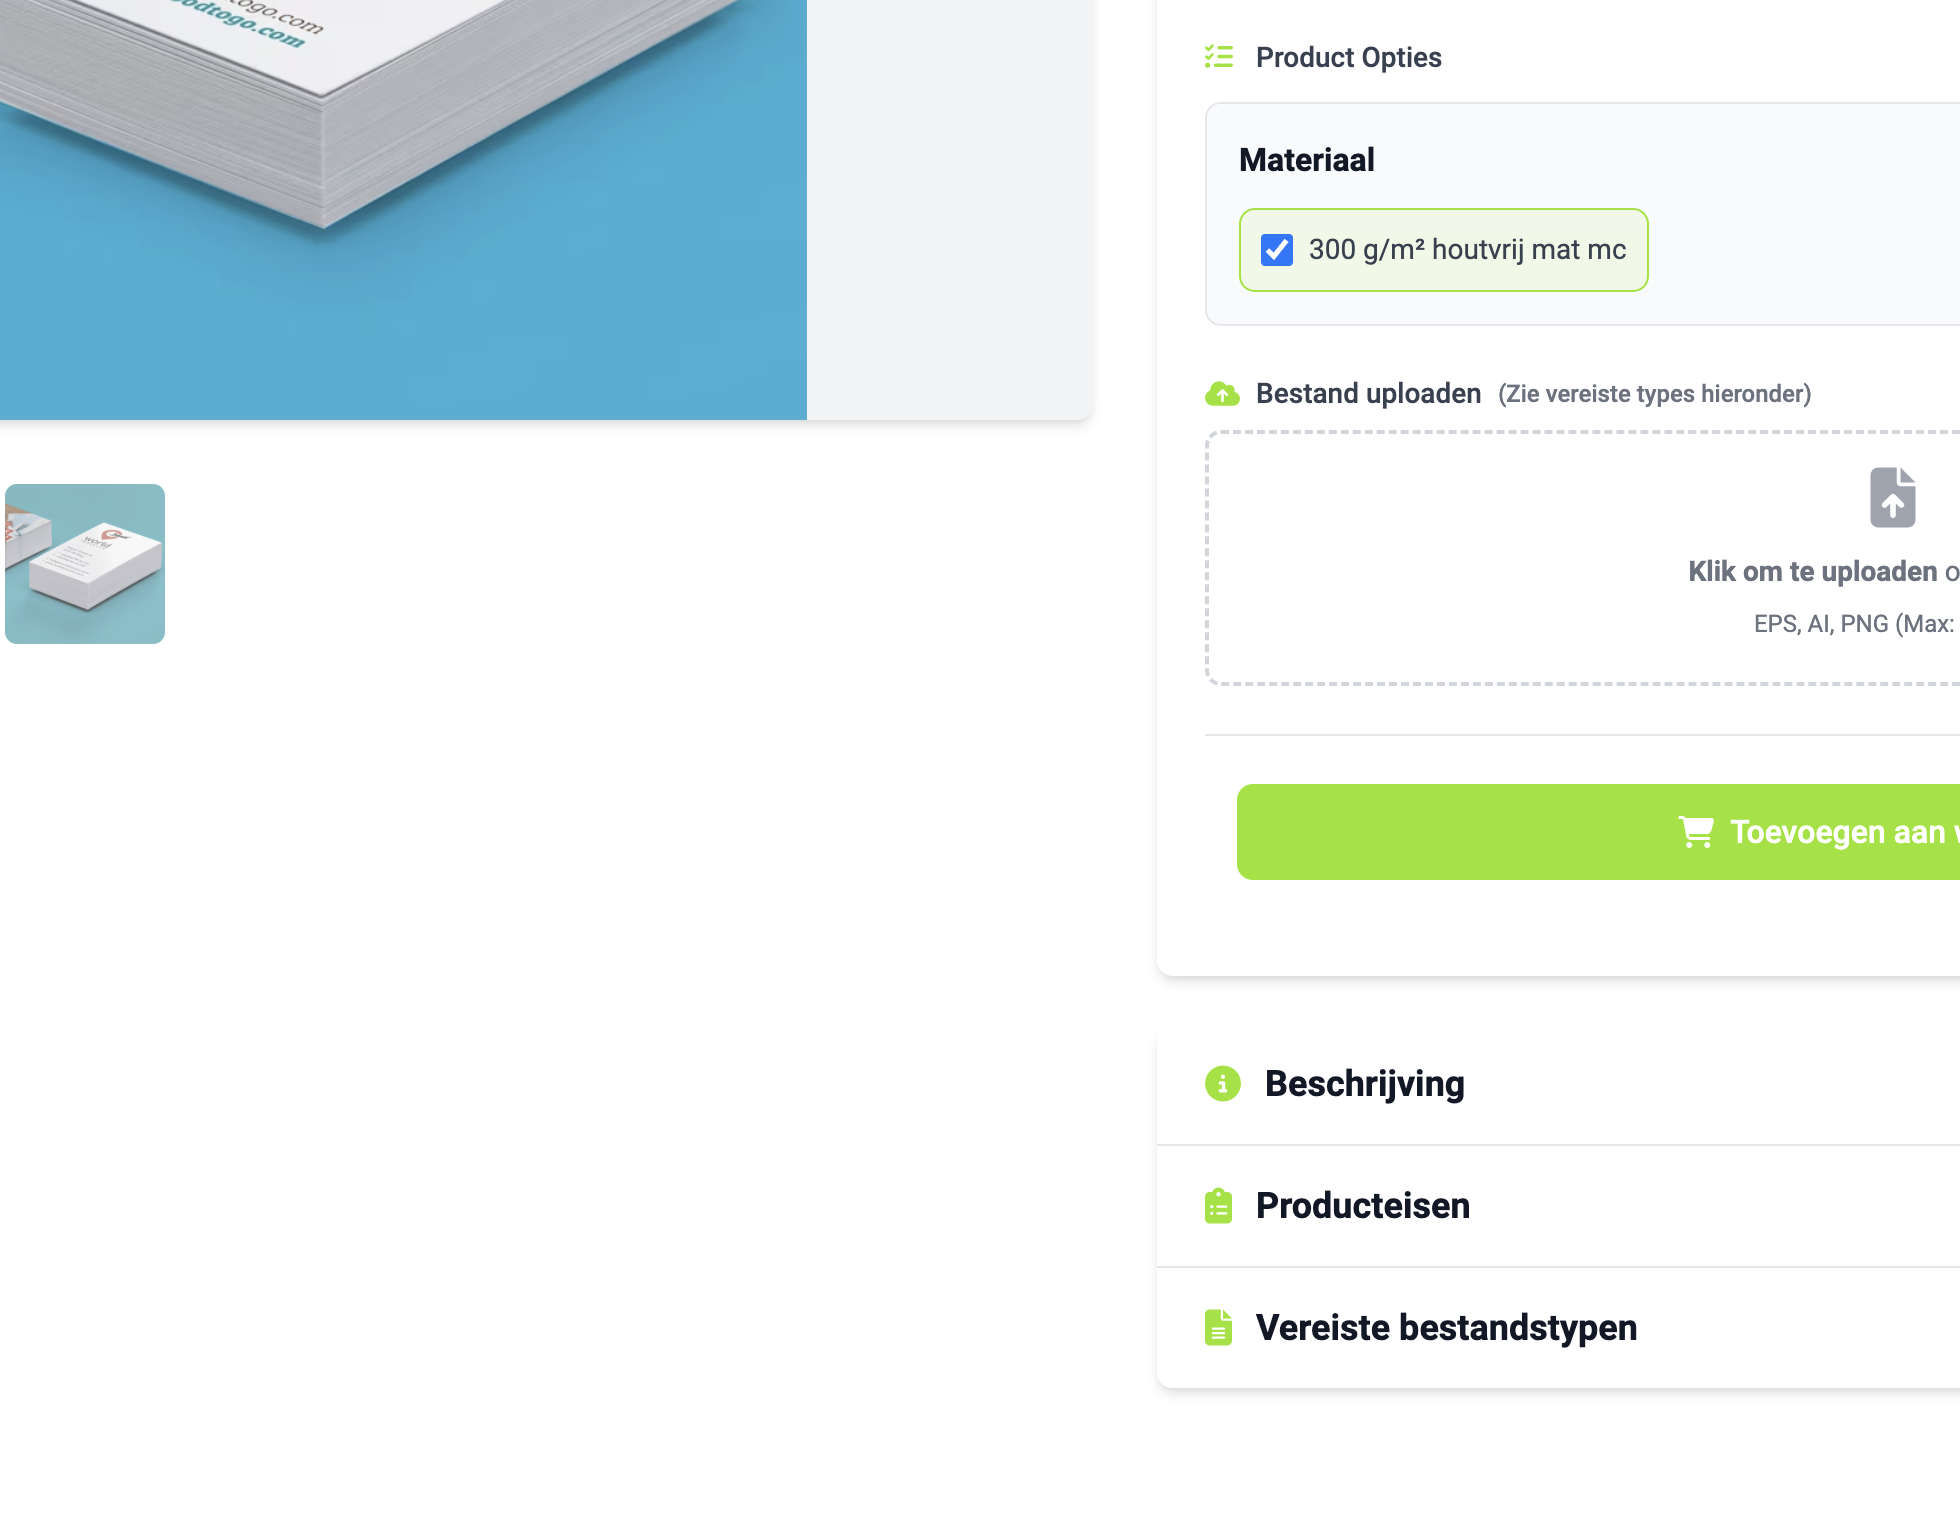 togo.com
odtogo.com
world
Product Opties
Materiaal
300 g/m² houtvrij mat mc
Bestand uploaden (Zie vereiste types hieronder)
Klik om te uploaden o
EPS, AI, PNG (Max:
Toevoegen aan
Beschrijving
Producteisen
Vereiste bestandstypen